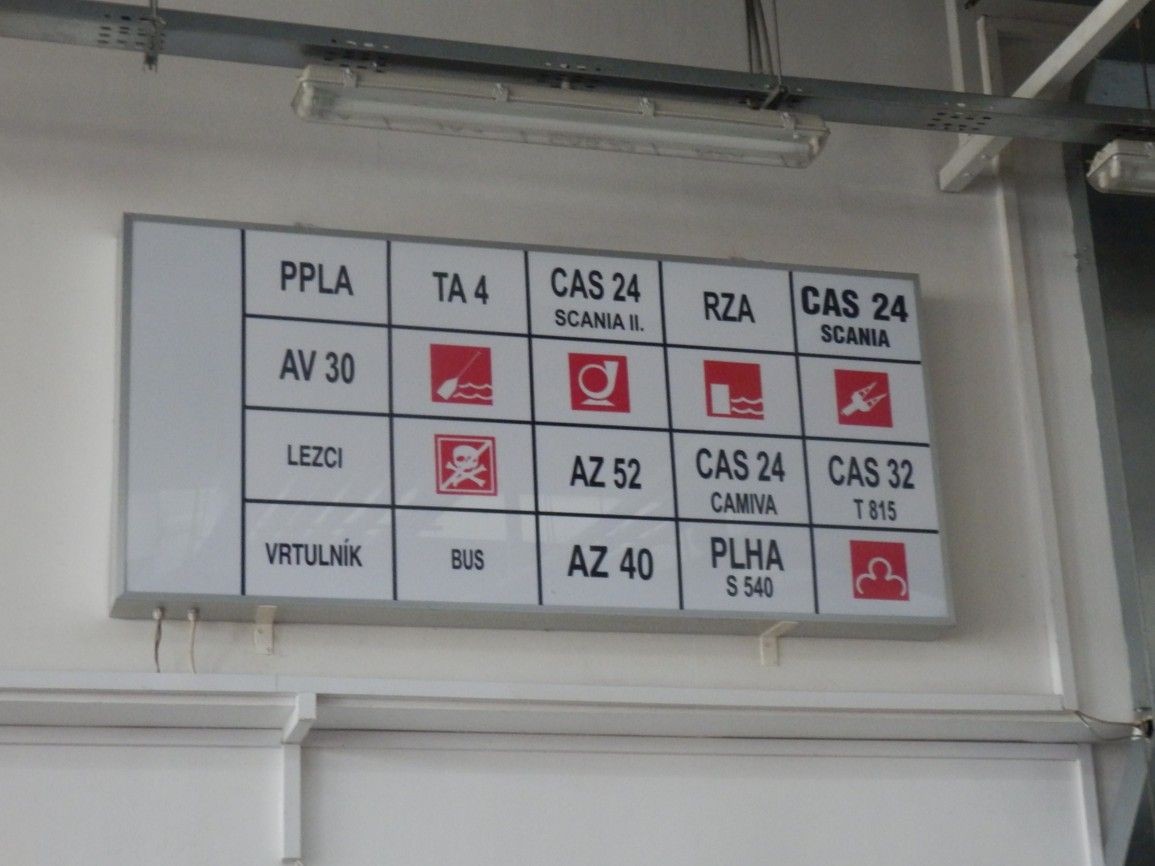 PPLA
TA 4
CAS 24
SCANIA II.
RZA
CAS 24
SCANIA
AV 30
LEZCI
AZ 52
CAS 24
CAMIVA
CAS 32
T 815
VRTULNÍK
BUS
AZ 40
PLHA
S 540